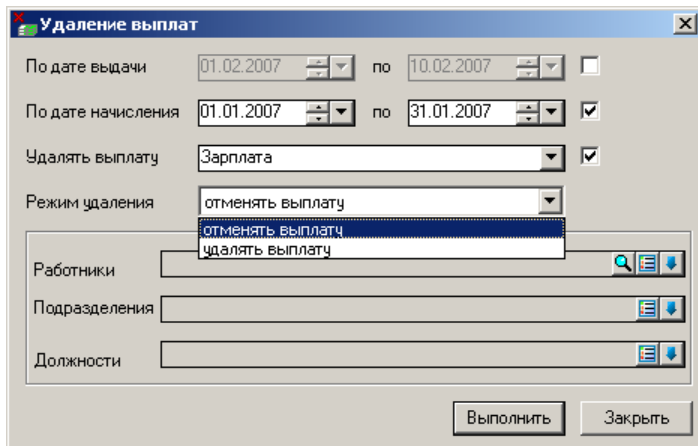 Удаление выплат
По дате выдачи 01.02.2007 по 10.02.2007
По дате начисления 01.01.2007 по 31.01.2007
Удалять выплату Зарплата
Режим удаления отменять выплату
отменять выплату
удалять выплату
Работники
Подразделения
Должности
Выполнить Закрыть